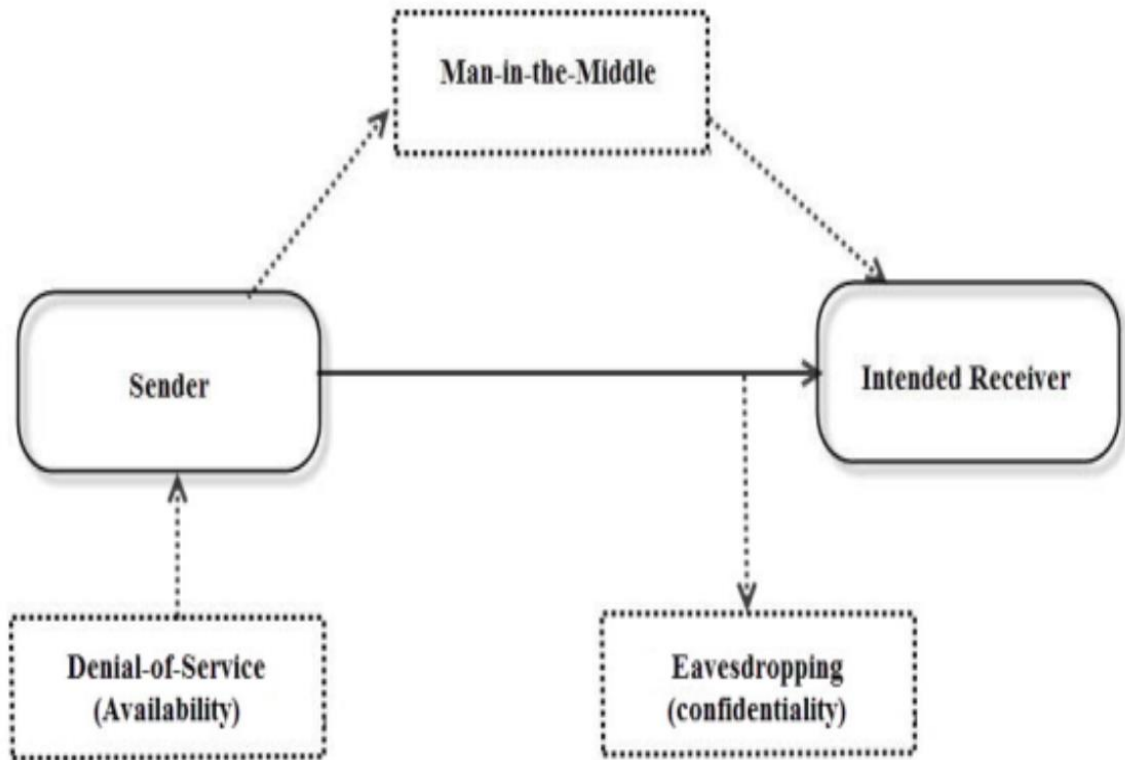 Man-in-the-Middle
Sender
Intended Receiver
Denial-of-Service
(Availability)
Eavesdropping
(confidentiality)